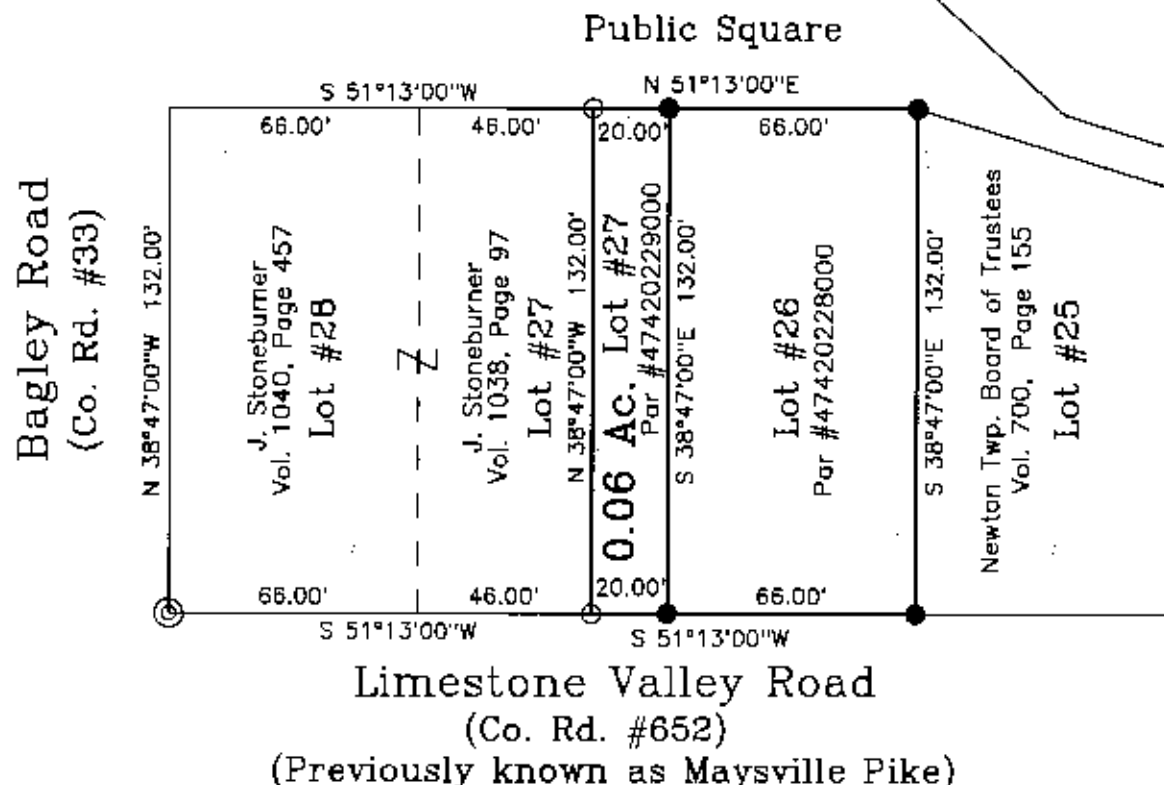 Public Square
S 51°13'00"W
N 51°13'00"E
66.00'
46.00'
20.00'
66.00'
Bagley Road
(Co. Rd. #33)
N 38°47'00"W 132.00'
J. Stoneburner
Vol. 1040, Page 457
Lot #28
Z
J. Stoneburner
Vol. 1038, Page 97
Lot #27
N 38°47'00"W 132.00'
0.06 Ac. Lot #27
Par #47420229000
S 38°47'00"E 132.00'
Lot #26
Par #47420228000
S 38°47'00"E 132.00'
Newton Twp. Board of Trustees
Vol. 700, Page 155
Lot #25
66.00'
46.00'
20.00'
66.00'
S 51°13'00"W
S 51°13'00"W
Limestone Valley Road
(Co. Rd. #652)
(Previously known as Maysville Pike)